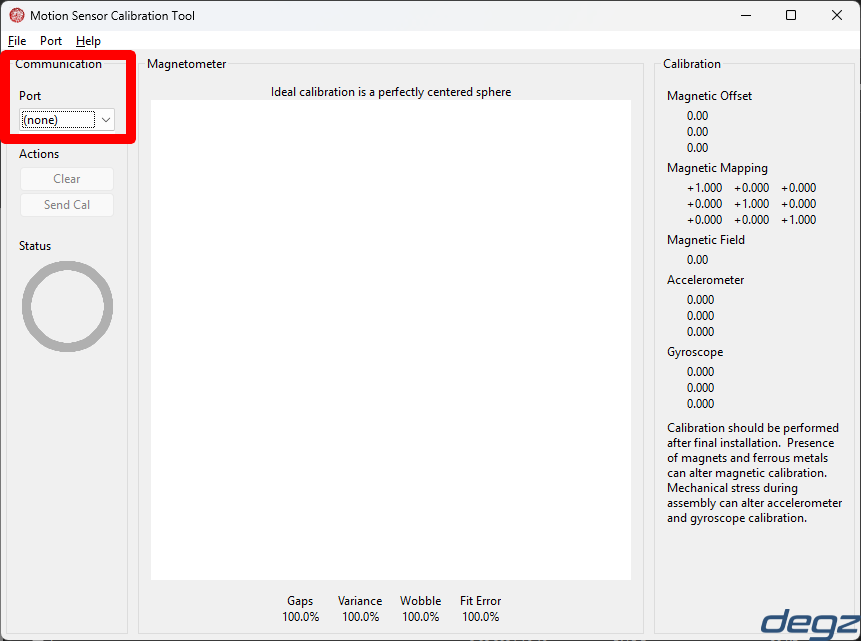 Motion Sensor Calibration Tool
File Port Help
Communication
Port
(none)
Actions
Clear
Send Cal
Status
Magnetometer
Ideal calibration is a perfectly centered sphere
Gaps Variance Wobble Fit Error
100.0% 100.0% 100.0% 100.0%
Calibration
Magnetic Offset
0.00
0.00
0.00
Magnetic Mapping
+1.000 +0.000 +0.000
+0.000 +1.000 +0.000
+0.000 +0.000 +1.000
Magnetic Field
0.00
Accelerometer
0.000
0.000
0.000
Gyroscope
0.000
0.000
0.000
Calibration should be performed
after final installation. Presence
of magnets and ferrous metals
can alter magnetic calibration.
Mechanical stress during
assembly can alter accelerometer
and gyroscope calibration.
degz